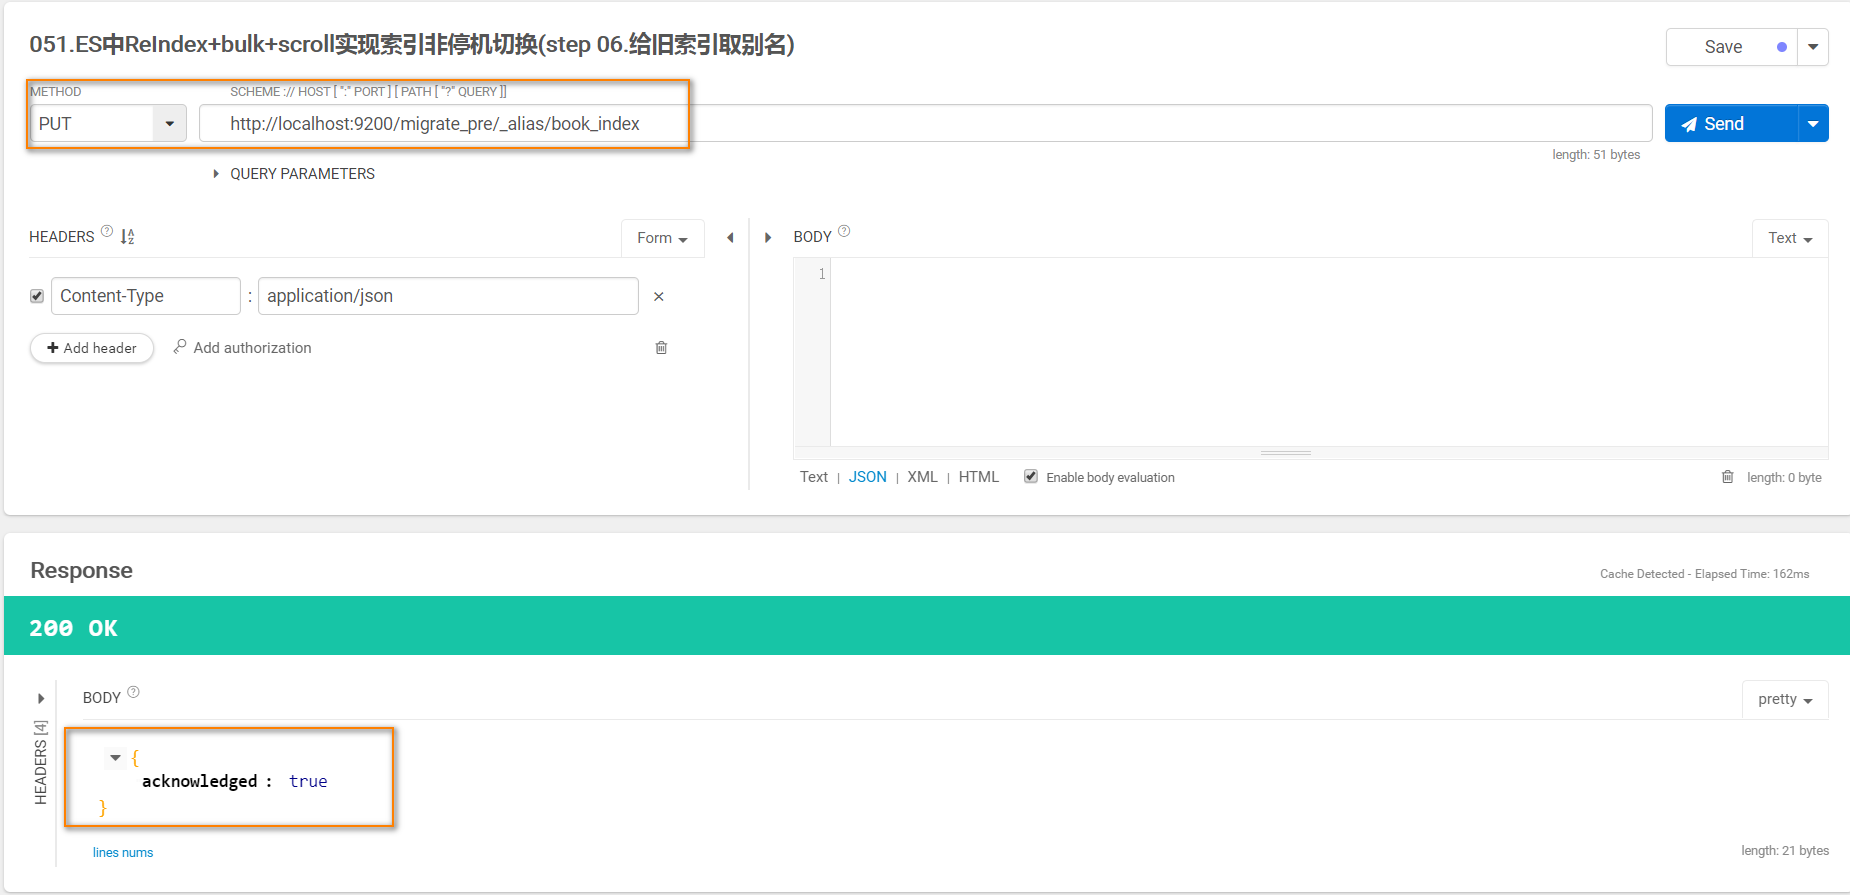 051.ES中ReIndex+bulk+scroll实现索引非停机切换(step 06.给旧索引取别名)
Save
METHOD
SCHEME :// HOST [ ":" PORT ] [ PATH [ "?" QUERY ]]
PUT
http://localhost:9200/migrate_pre/_alias/book_index
Send
length: 51 bytes
QUERY PARAMETERS
HEADERS ?
Form
BODY ?
Text
Content-Type : application/json ×
1
+ Add header
Add authorization
Text | JSON | XML | HTML
Enable body evaluation
length: 0 byte
Response
Cache Detected - Elapsed Time: 162ms
200 OK
HEADERS [4]
BODY ?
pretty
{
acknowledged : true
}
lines nums
length: 21 bytes